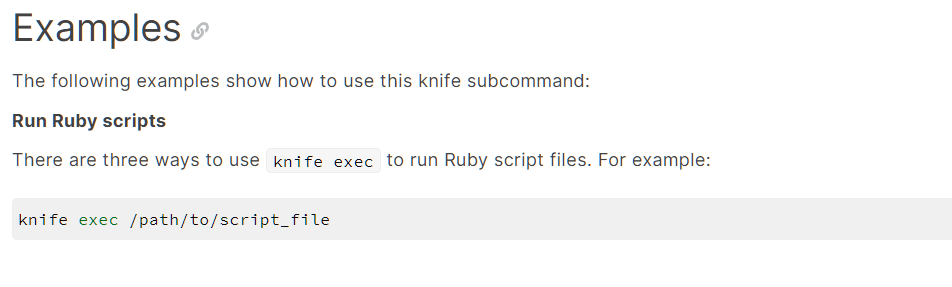 Examples
The following examples show how to use this knife subcommand:
Run Ruby scripts
There are three ways to use knife exec to run Ruby script files. For example:
knife exec /path/to/script_file